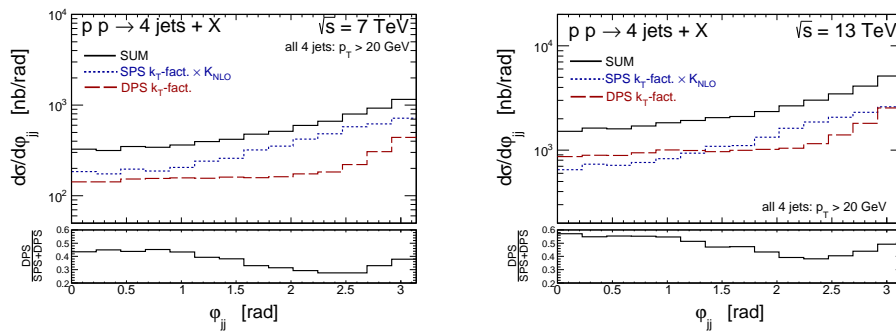 p p → 4 jets + X √s = 7 TeV
all 4 jets: p_T > 20 GeV
SUM
SPS k_T-fact. × K_NLO
DPS k_T-fact.
dσ/dφ_jj [nb/rad]
10^4
10^3
10^2
DPS
SPS+DPS
0.6
0.5
0.4
0.3
0.2
0 0.5 1 1.5 2 2.5 3
φ_jj [rad]
p p → 4 jets + X √s = 13 TeV
SUM
SPS k_T-fact. × K_NLO
DPS k_T-fact.
all 4 jets: p_T > 20 GeV
dσ/dφ_jj [nb/rad]
10^4
10^3
DPS
SPS+DPS
0.6
0.5
0.4
0.3
0.2
0 0.5 1 1.5 2 2.5 3
φ_jj [rad]